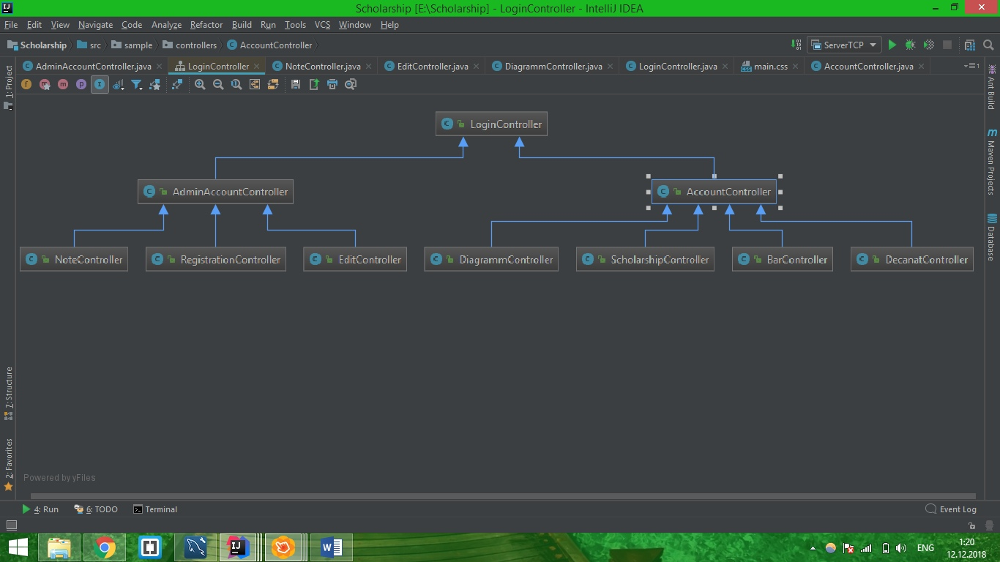 Scholarship [E:\Scholarship] - LoginController - IntelliJ IDEA
File Edit View Navigate Code Analyze Refactor Build Run Tools VCS Window Help
Scholarship src sample controllers AccountController ServerTCP
AdminAccountController.java LoginController NoteController.java EditController.java DiagrammController.java LoginController.java main.css AccountController.java
1: Project
Ant Build
Maven Projects
Database
LoginController
AdminAccountController AccountController
NoteController RegistrationController EditController DiagrammController ScholarshipController BarController DecanatController
7: Structure
2: Favorites
Powered by yFiles
4: Run 6: TODO Terminal Event Log
ENG 1:20
12.12.2018